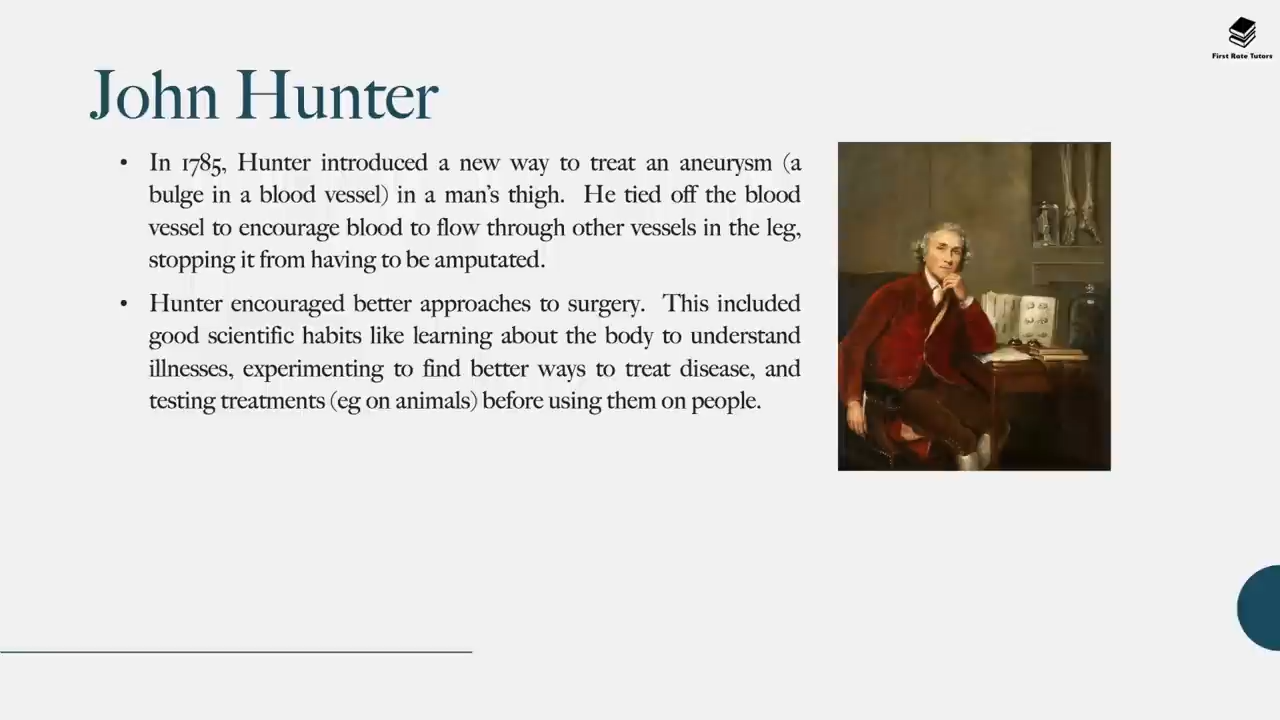 First Rate Tutors
John Hunter
• In 1785, Hunter introduced a new way to treat an aneurysm (a
bulge in a blood vessel) in a man's thigh. He tied off the blood
vessel to encourage blood to flow through other vessels in the leg,
stopping it from having to be amputated.
• Hunter encouraged better approaches to surgery. This included
good scientific habits like learning about the body to understand
illnesses, experimenting to find better ways to treat disease, and
testing treatments (eg on animals) before using them on people.